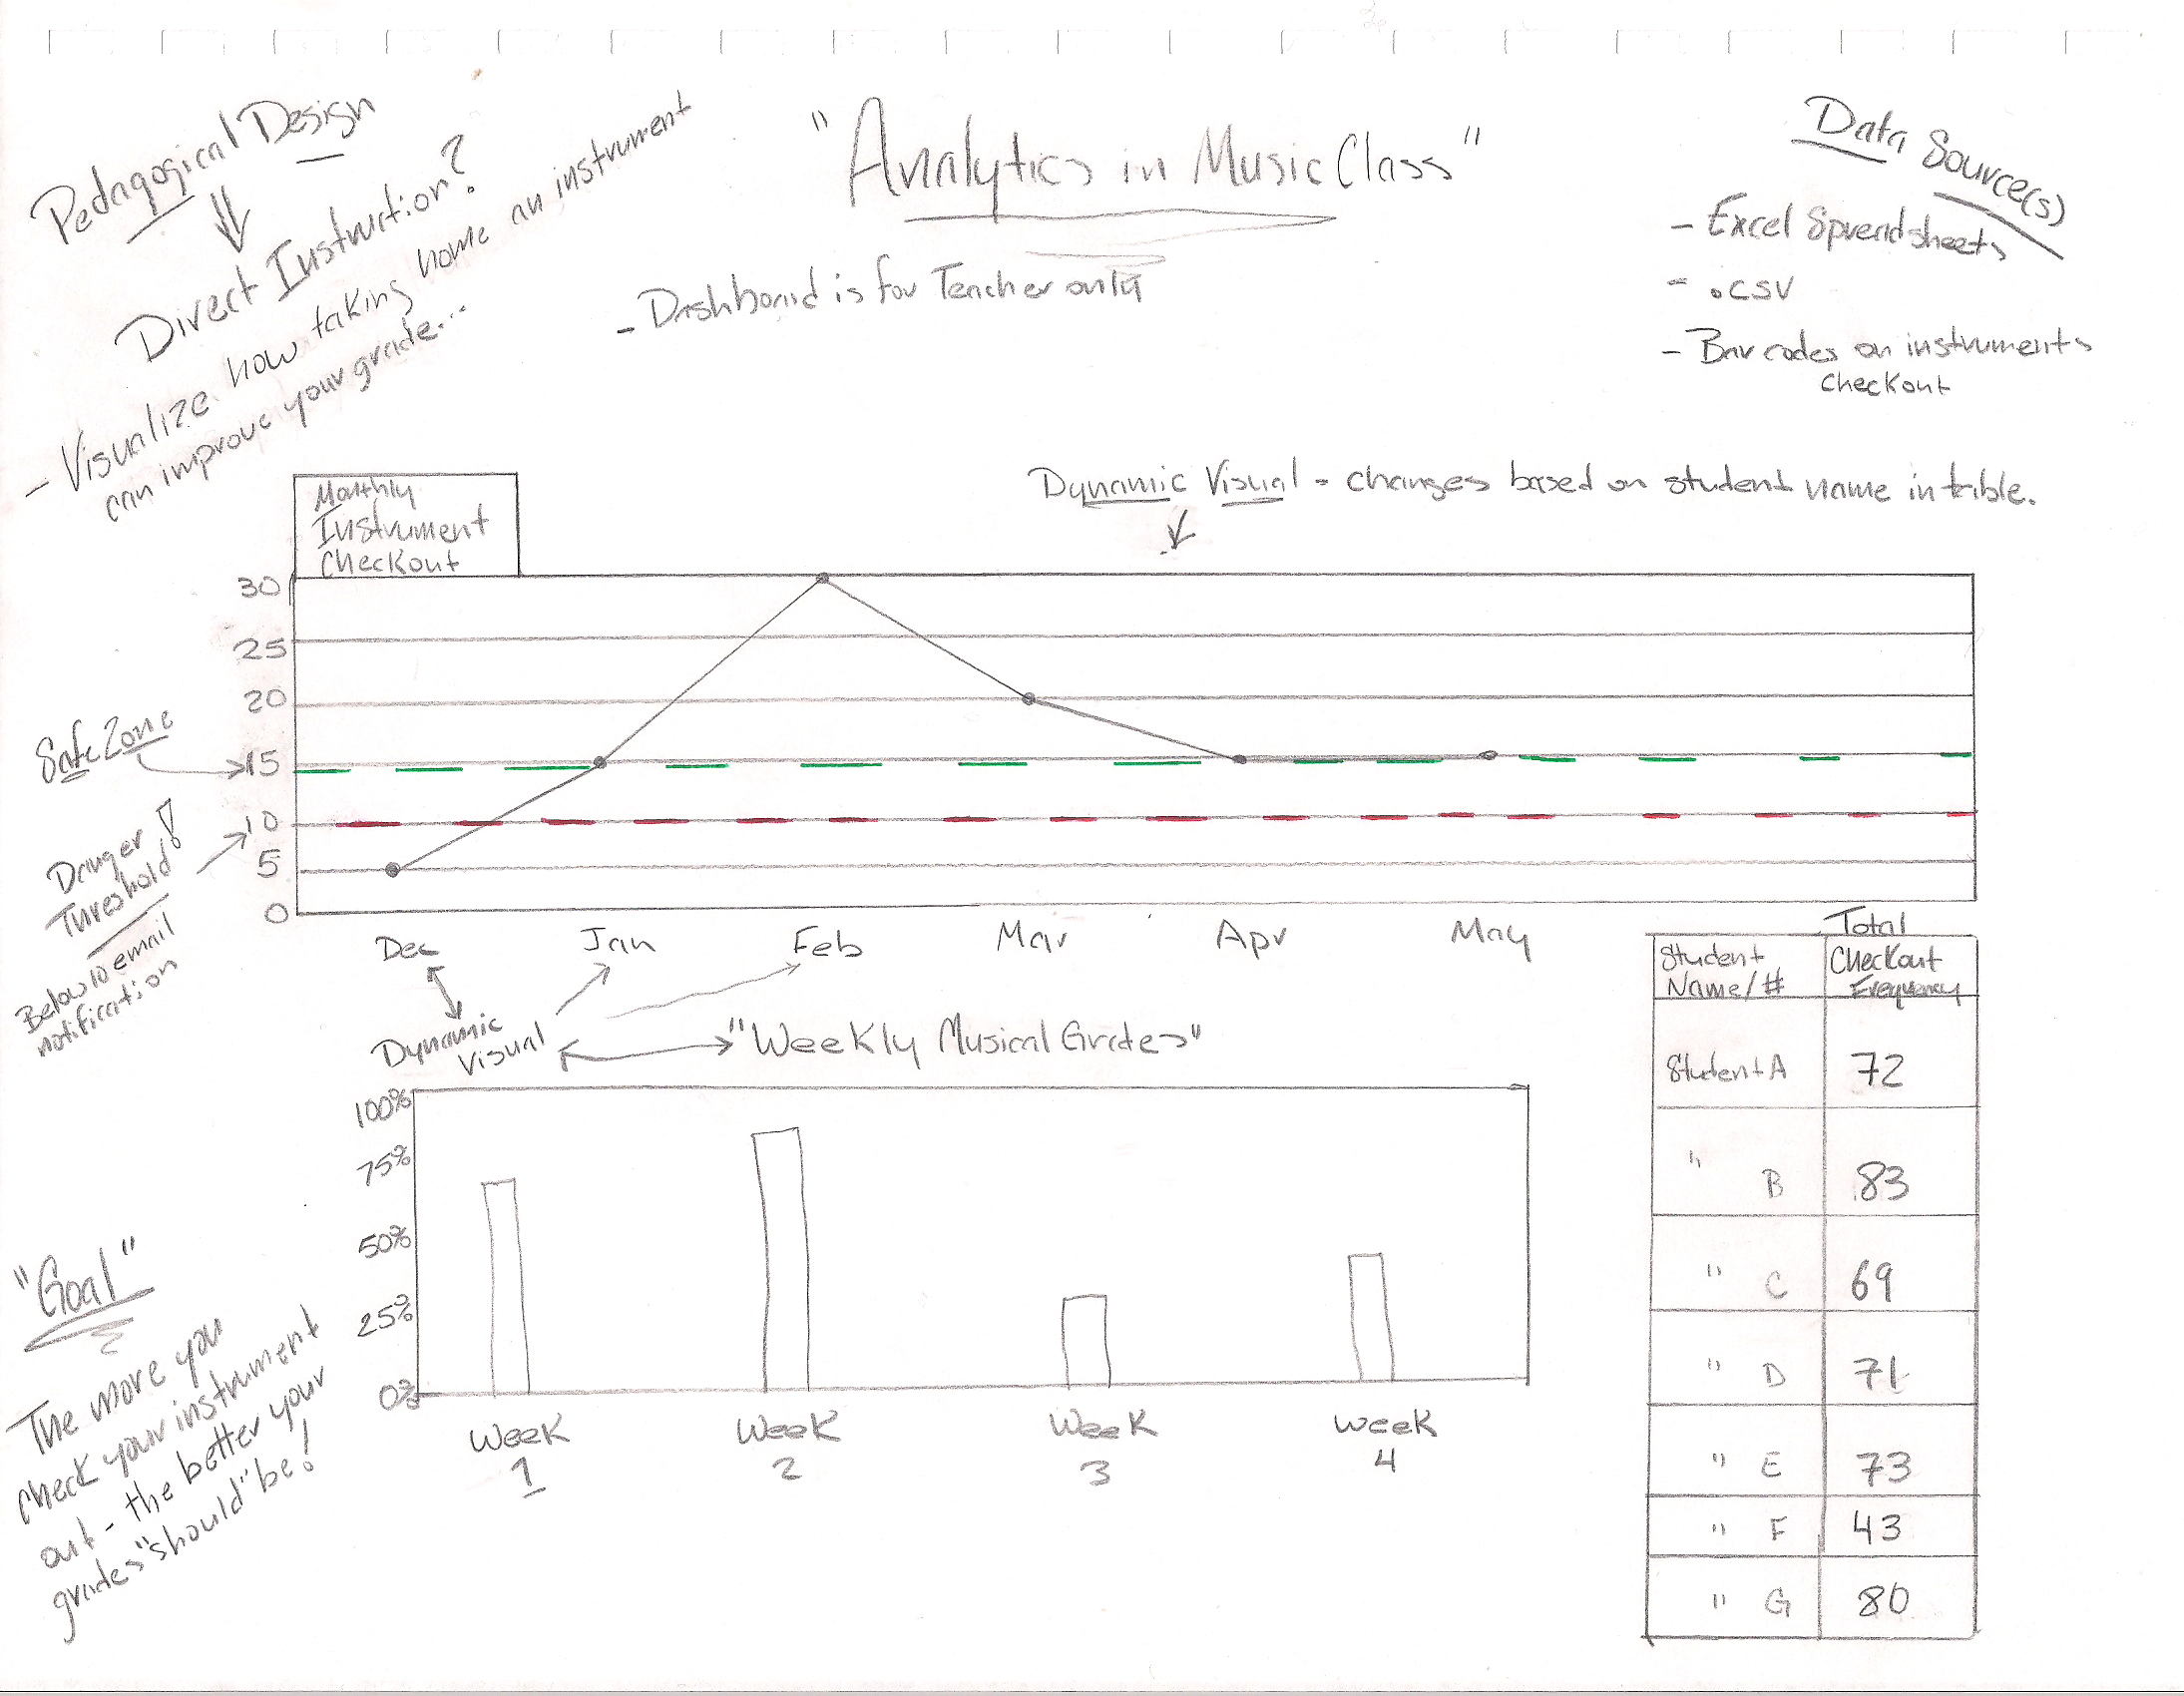 Pedagogical Design
Direct Instruction?
- Visualize how taking home an instrument
can improve your grade...
"Analytics in Music Class"
- Dashboard is for Teacher only
Data Source(s)
- Excel Spreadsheets
- .CSV
- Bar codes on instruments
checkout
Dynamic Visual - changes based on student name in table.
Monthly
Instrument
Checkout
30
25
20
15
10
5
0
Safe Zone
Danger
Threshold!
Below 10 email
notification
Dec Jan Feb Mar Apr May
Dynamic
Visual
"Weekly Musical Grades"
100%
75%
50%
25%
0%
Week Week Week Week
1 2 3 4
"Goal"
The more you
check your instrument
out - the better your
grades "should" be!
Total
Student Checkout
Name/# Frequency
Student A 72
" B 83
" C 69
" D 71
" E 73
" F 43
" G 80